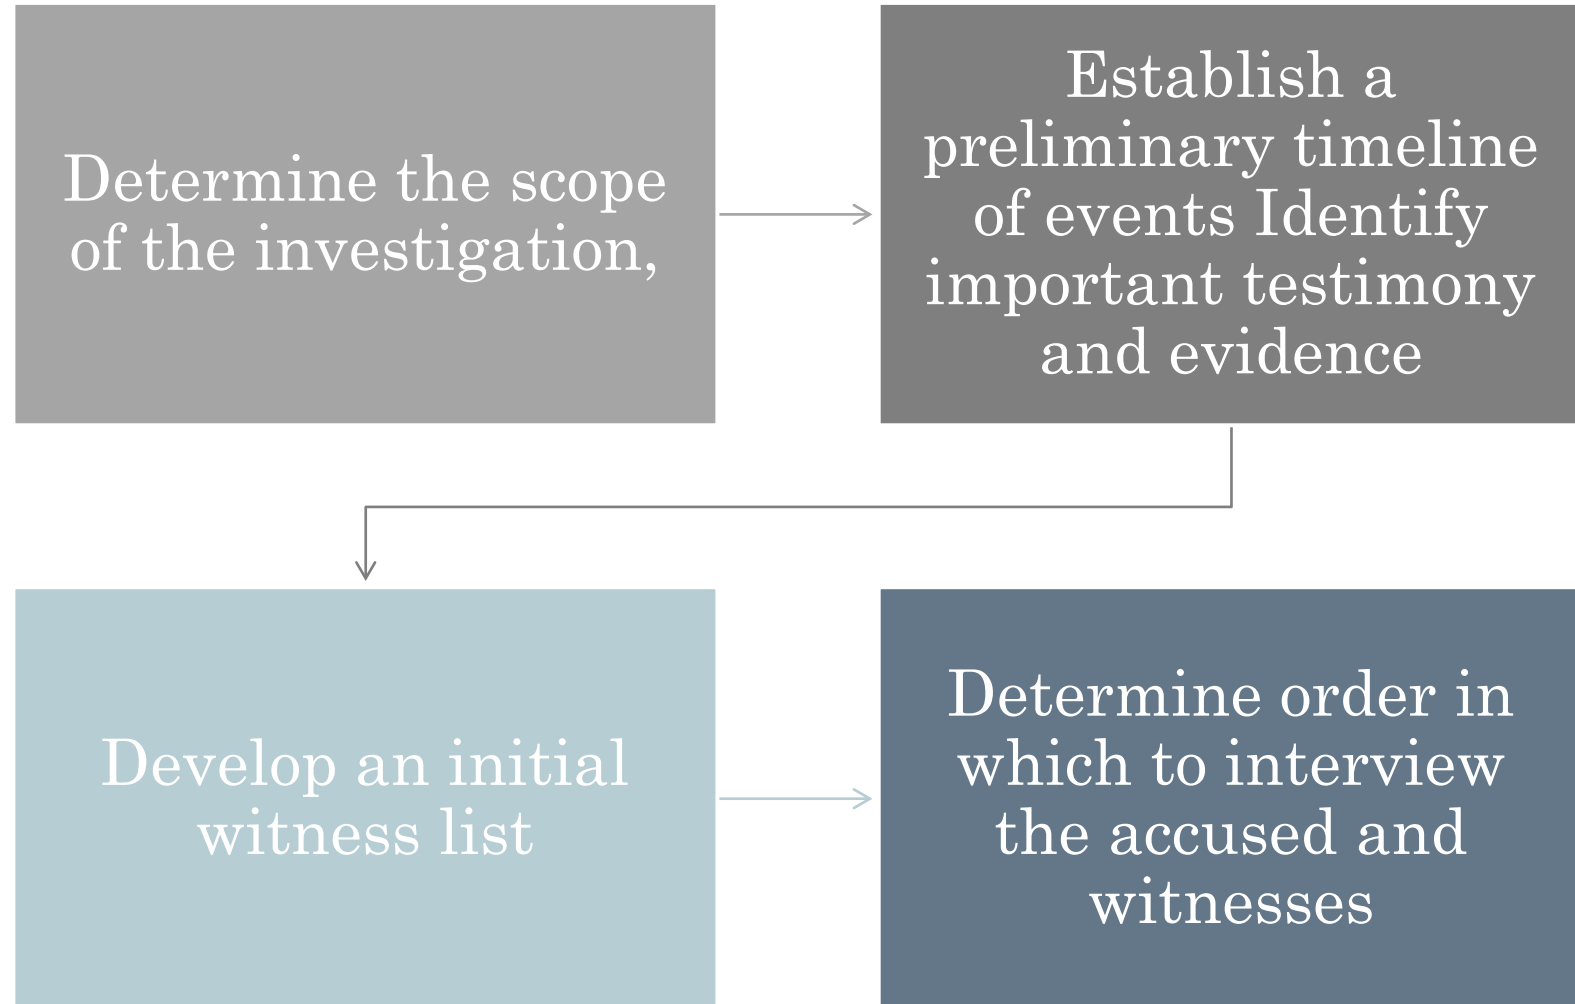 Determine the scope
of the investigation,
Establish a
preliminary timeline
of events Identify
important testimony
and evidence
Develop an initial
witness list
Determine order in
which to interview
the accused and
witnesses